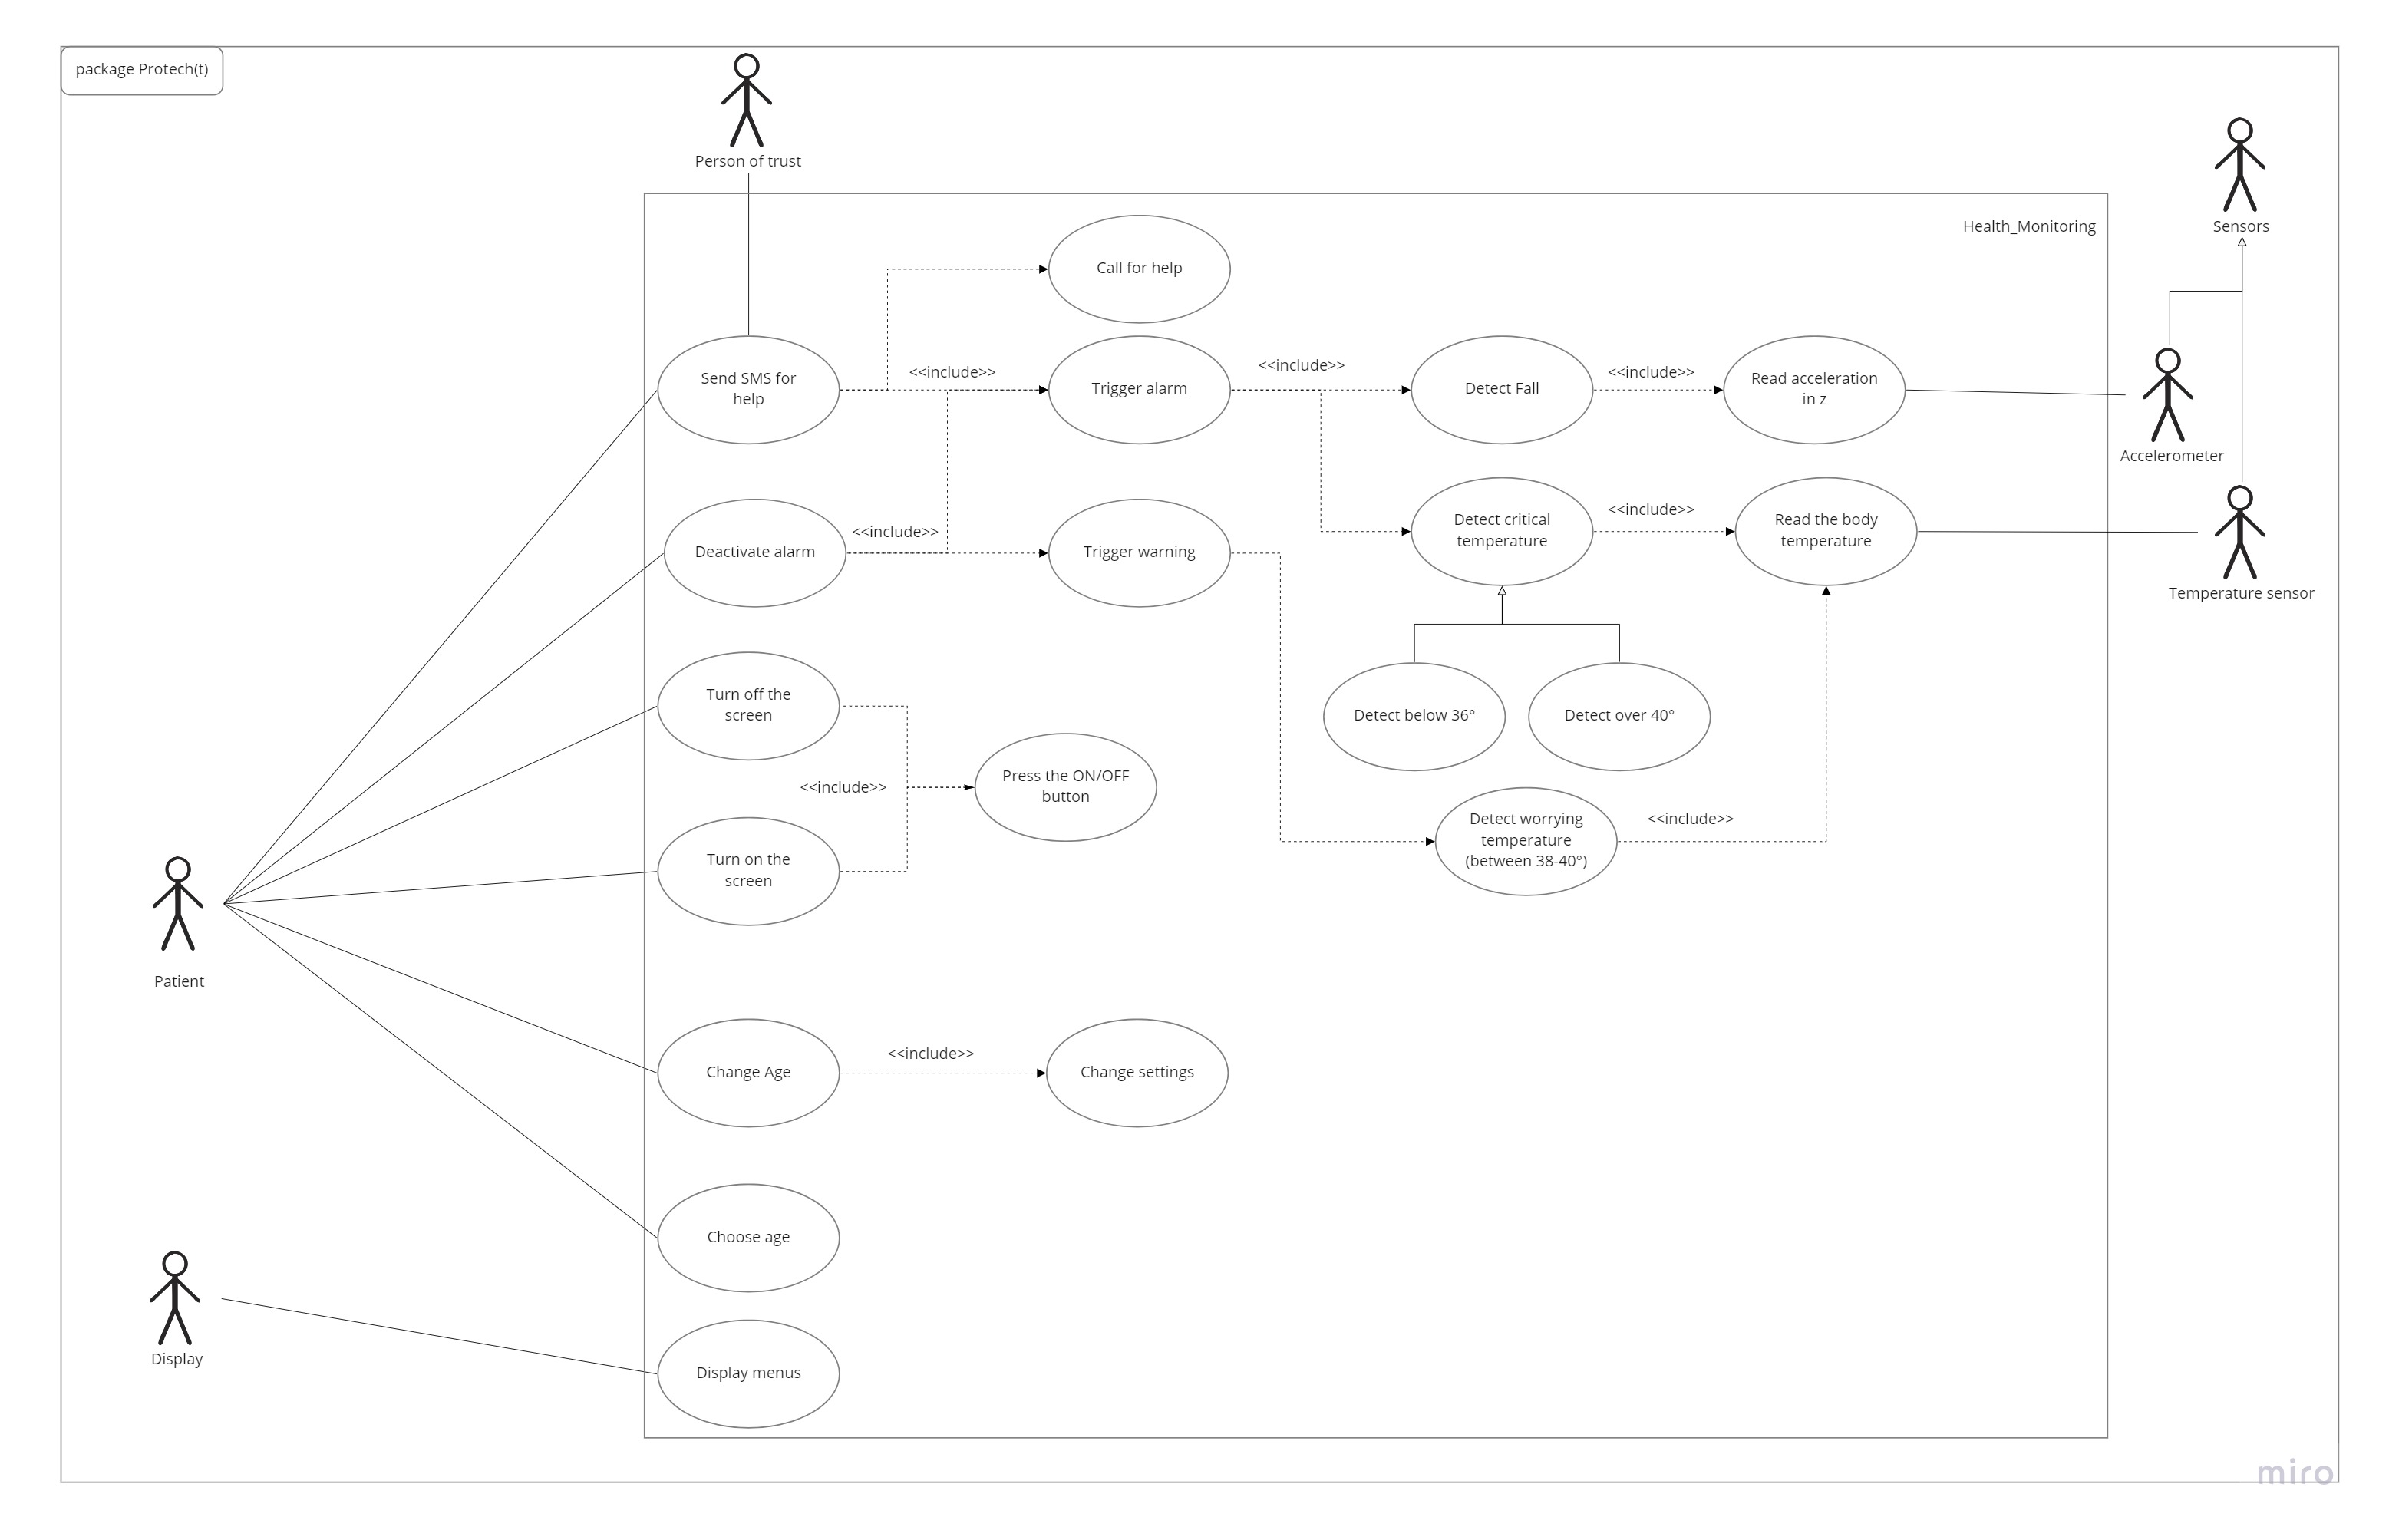 package Protech(t)
Person of trust
Sensors
Health_Monitoring
Call for help
Send SMS for
help
<<include>>
Trigger alarm
<<include>>
Detect Fall
<<include>>
Read acceleration
in z
Accelerometer
Deactivate alarm
<<include>>
Trigger warning
Detect critical
temperature
<<include>>
Read the body
temperature
Temperature sensor
Turn off the
screen
Detect below 36°
Detect over 40°
<<include>>
Press the ON/OFF
button
Detect worrying
temperature
(between 38-40°)
<<include>>
Turn on the
screen
Patient
Change Age
<<include>>
Change settings
Choose age
Display
Display menus
miro